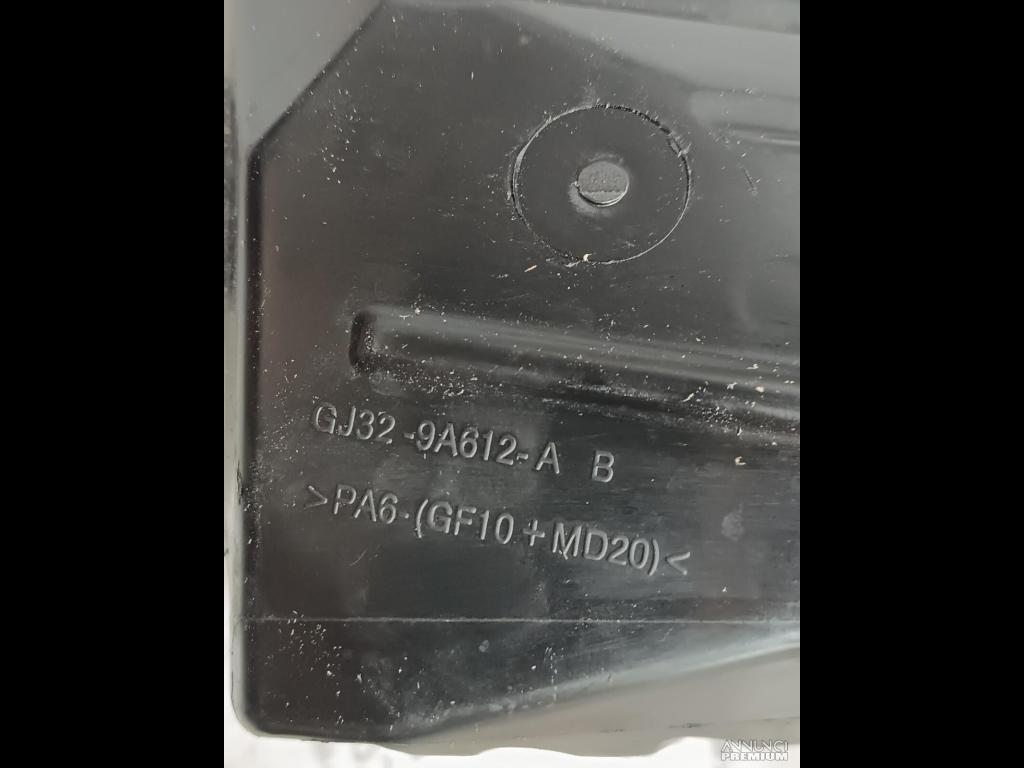 GJ32-9A612-A B
>PA6-(GF10+MD20)<
ANNUNCI
PREMIUM